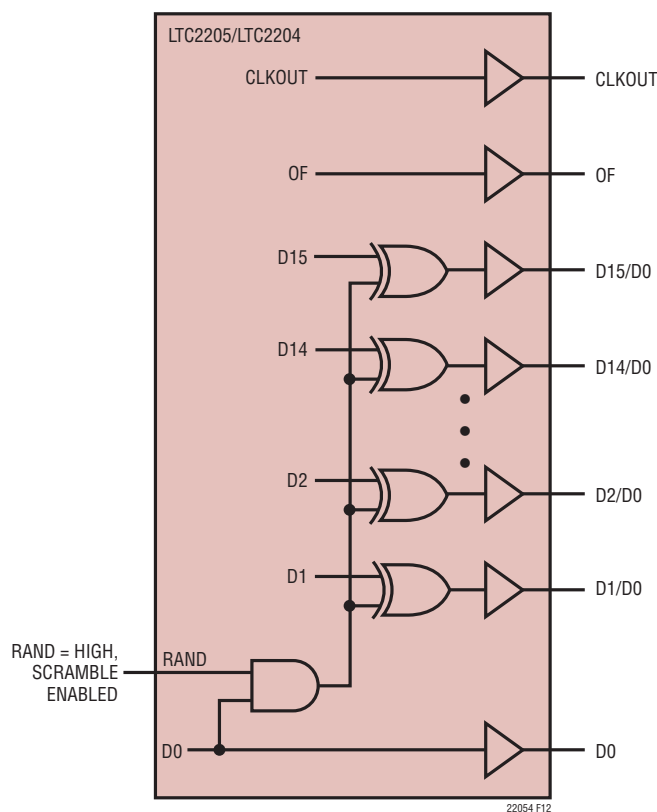 LTC2205/LTC2204
CLKOUT
CLKOUT
OF
OF
D15
D15/D0
D14
D14/D0
D2
D2/D0
D1
D1/D0
RAND = HIGH,
SCRAMBLE
ENABLED
RAND
D0
D0
22054 F12